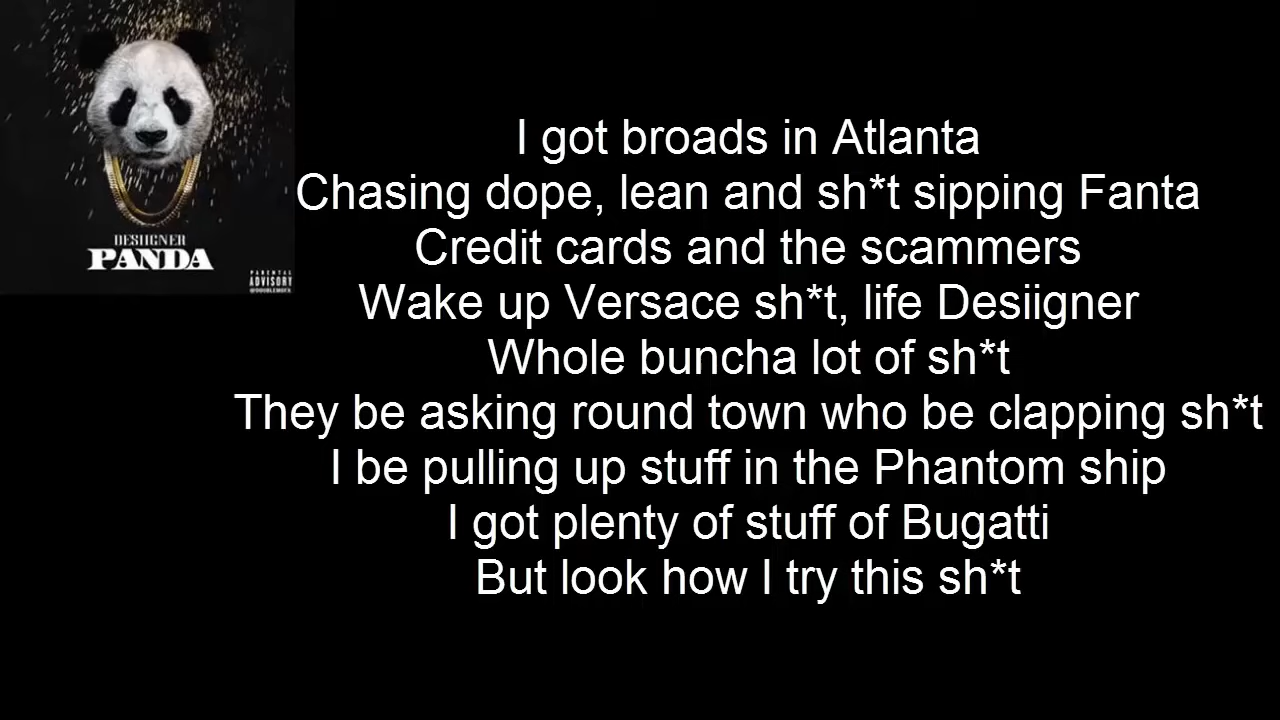 DESIIGNER
PANDA
PARENTAL
ADVISORY
I got broads in Atlanta
Chasing dope, lean and sh*t sipping Fanta
Credit cards and the scammers
Wake up Versace sh*t, life Desiigner
Whole buncha lot of sh*t
They be asking round town who be clapping sh*t
I be pulling up stuff in the Phantom ship
I got plenty of stuff of Bugatti
But look how I try this sh*t